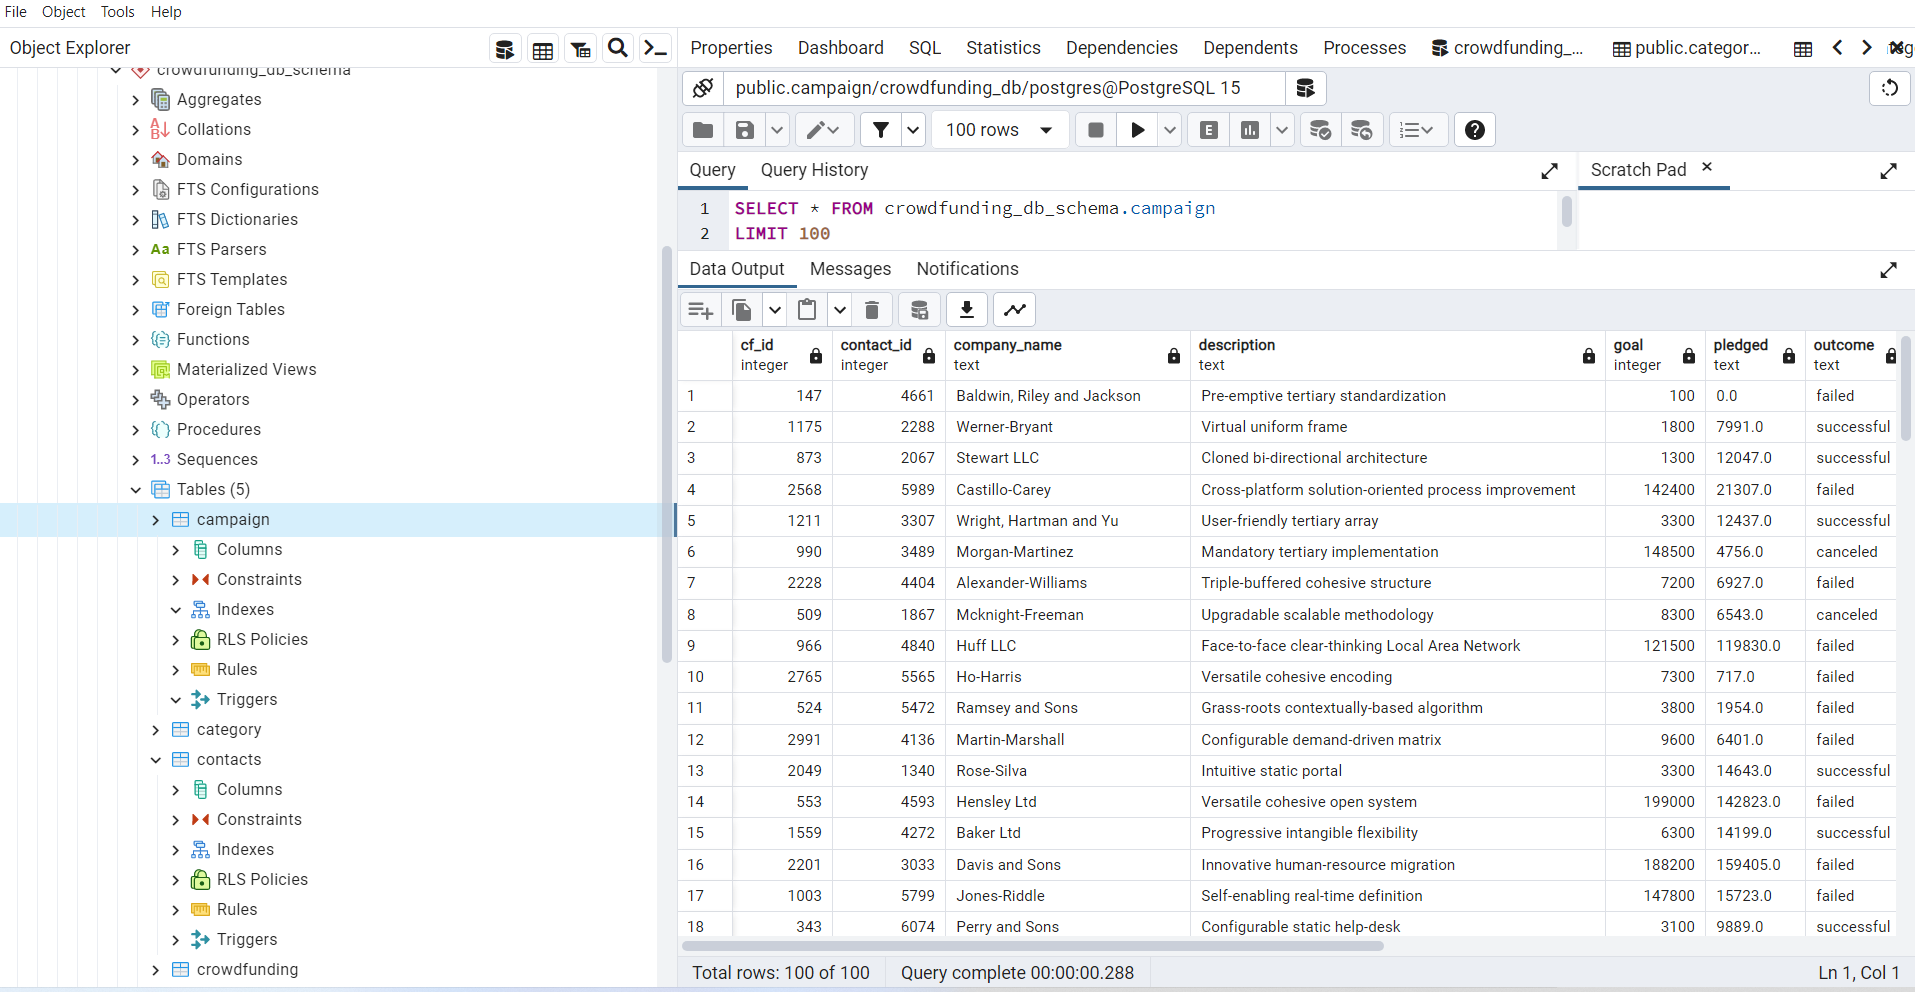 File Object Tools Help
Object Explorer
crowdfunding_db_schema
Aggregates
Collations
Domains
FTS Configurations
FTS Dictionaries
Aa FTS Parsers
FTS Templates
Foreign Tables
Functions
Materialized Views
Operators
Procedures
1..3 Sequences
Tables (5)
campaign
Columns
Constraints
Indexes
RLS Policies
Rules
Triggers
category
contacts
Columns
Constraints
Indexes
RLS Policies
Rules
Triggers
crowdfunding
Properties Dashboard SQL Statistics Dependencies Dependents Processes crowdfunding_... public.categor...
public.campaign/crowdfunding_db/postgres@PostgreSQL 15
100 rows E
Query Query History Scratch Pad
1 SELECT * FROM crowdfunding_db_schema.campaign
2 LIMIT 100
Data Output Messages Notifications
cf_id contact_id company_name description goal pledged outcome
integer integer text text integer text text
1 147 4661 Baldwin, Riley and Jackson Pre-emptive tertiary standardization 100 0.0 failed
2 1175 2288 Werner-Bryant Virtual uniform frame 1800 7991.0 successful
3 873 2067 Stewart LLC Cloned bi-directional architecture 1300 12047.0 successful
4 2568 5989 Castillo-Carey Cross-platform solution-oriented process improvement 142400 21307.0 failed
5 1211 3307 Wright, Hartman and Yu User-friendly tertiary array 3300 12437.0 successful
6 990 3489 Morgan-Martinez Mandatory tertiary implementation 148500 4756.0 canceled
7 2228 4404 Alexander-Williams Triple-buffered cohesive structure 7200 6927.0 failed
8 509 1867 Mcknight-Freeman Upgradable scalable methodology 8300 6543.0 canceled
9 966 4840 Huff LLC Face-to-face clear-thinking Local Area Network 121500 119830.0 failed
10 2765 5565 Ho-Harris Versatile cohesive encoding 7300 717.0 failed
11 524 5472 Ramsey and Sons Grass-roots contextually-based algorithm 3800 1954.0 failed
12 2991 4136 Martin-Marshall Configurable demand-driven matrix 9600 6401.0 failed
13 2049 1340 Rose-Silva Intuitive static portal 3300 14643.0 successful
14 553 4593 Hensley Ltd Versatile cohesive open system 199000 142823.0 failed
15 1559 4272 Baker Ltd Progressive intangible flexibility 6300 14199.0 successful
16 2201 3033 Davis and Sons Innovative human-resource migration 188200 159405.0 failed
17 1003 5799 Jones-Riddle Self-enabling real-time definition 147800 15723.0 failed
18 343 6074 Perry and Sons Configurable static help-desk 3100 9889.0 successful
Total rows: 100 of 100 Query complete 00:00:00.288 Ln 1, Col 1